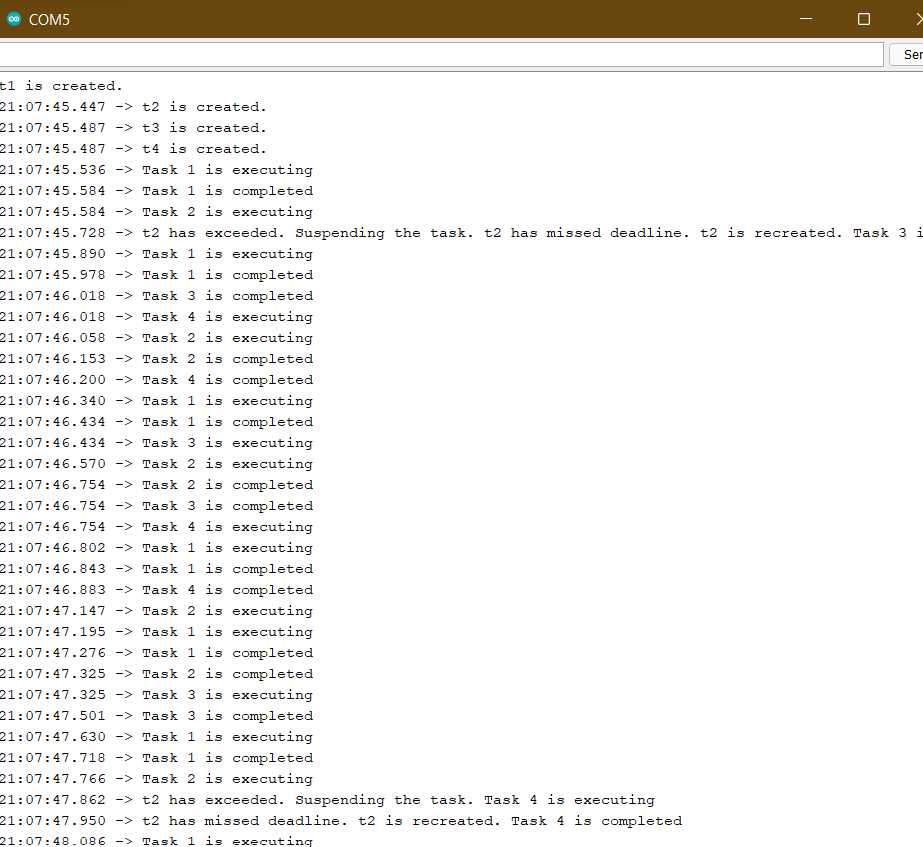 COM5
t1 is created.
21:07:45.447 -> t2 is created.
21:07:45.487 -> t3 is created.
21:07:45.487 -> t4 is created.
21:07:45.536 -> Task 1 is executing
21:07:45.584 -> Task 1 is completed
21:07:45.584 -> Task 2 is executing
21:07:45.728 -> t2 has exceeded. Suspending the task. t2 has missed deadline. t2 is recreated. Task 3 i
21:07:45.890 -> Task 1 is executing
21:07:45.978 -> Task 1 is completed
21:07:46.018 -> Task 3 is completed
21:07:46.018 -> Task 4 is executing
21:07:46.058 -> Task 2 is executing
21:07:46.153 -> Task 2 is completed
21:07:46.200 -> Task 4 is completed
21:07:46.340 -> Task 1 is executing
21:07:46.434 -> Task 1 is completed
21:07:46.434 -> Task 3 is executing
21:07:46.570 -> Task 2 is executing
21:07:46.754 -> Task 2 is completed
21:07:46.754 -> Task 3 is completed
21:07:46.754 -> Task 4 is executing
21:07:46.802 -> Task 1 is executing
21:07:46.843 -> Task 1 is completed
21:07:46.883 -> Task 4 is completed
21:07:47.147 -> Task 2 is executing
21:07:47.195 -> Task 1 is executing
21:07:47.276 -> Task 1 is completed
21:07:47.325 -> Task 2 is completed
21:07:47.325 -> Task 3 is executing
21:07:47.501 -> Task 3 is completed
21:07:47.630 -> Task 1 is executing
21:07:47.718 -> Task 1 is completed
21:07:47.766 -> Task 2 is executing
21:07:47.862 -> t2 has exceeded. Suspending the task. Task 4 is executing
21:07:47.950 -> t2 has missed deadline. t2 is recreated. Task 4 is completed
21:07:48.086 -> Task 1 is executing